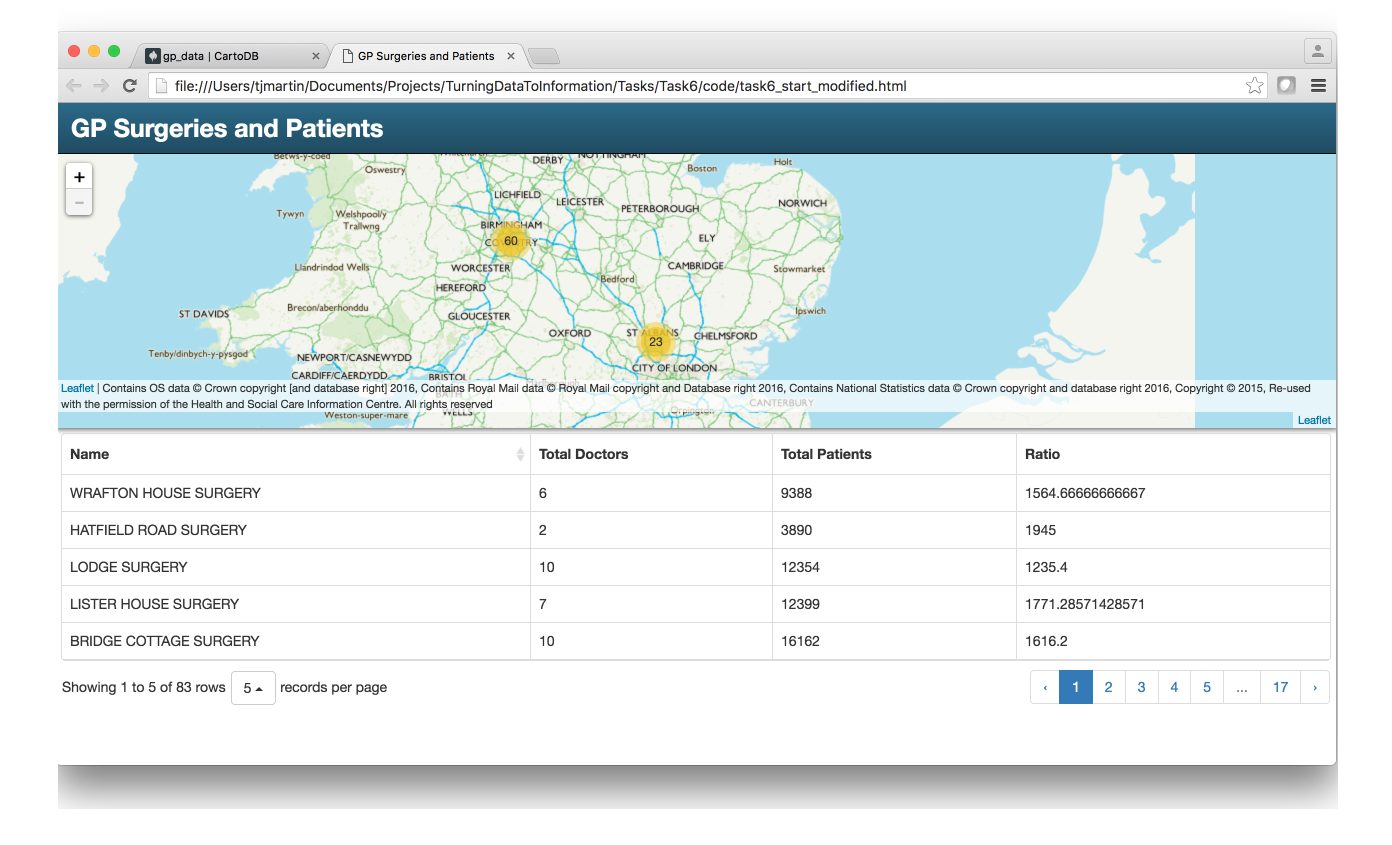 gp_data | CartoDB × GP Surgeries and Patients ×
file:///Users/tjmartin/Documents/Projects/TurningDataToInformation/Tasks/Task6/code/task6_start_modified.html
GP Surgeries and Patients
+
−
Betws-y-coed
DERBY
Holt
Oswestry
Boston
LICHFIELD
LEICESTER
PETERBOROUGH
NORWICH
Tywyn
Welshpool/y
Trallwng
BIRMINGHAM
60
ELY
Llandrindod Wells
WORCESTER
CAMBRIDGE
Stowmarket
HEREFORD
Bedford
ST DAVIDS
Brecon/aberhonddu
GLOUCESTER
Ipswich
OXFORD
ST ALBANS
23
CHELMSFORD
Tenby/dinbych-y-pysgod
NEWPORT/CASNEWYDD
CITY OF LONDON
CARDIFF/CAERDYDD
BRISTOL
Leaflet | Contains OS data © Crown copyright [and database right] 2016, Contains Royal Mail data © Royal Mail copyright and Database right 2016, Contains National Statistics data © Crown copyright and database right 2016, Copyright © 2015, Re-used
with the permission of the Health and Social Care Information Centre. All rights reserved
BATH
CANTERBURY
Weston-super-mare
WELLS
Orpington
Leaflet
Name Total Doctors Total Patients Ratio
WRAFTON HOUSE SURGERY 6 9388 1564.66666666667
HATFIELD ROAD SURGERY 2 3890 1945
LODGE SURGERY 10 12354 1235.4
LISTER HOUSE SURGERY 7 12399 1771.28571428571
BRIDGE COTTAGE SURGERY 10 16162 1616.2
Showing 1 to 5 of 83 rows 5 records per page ‹ 1 2 3 4 5 ... 17 ›